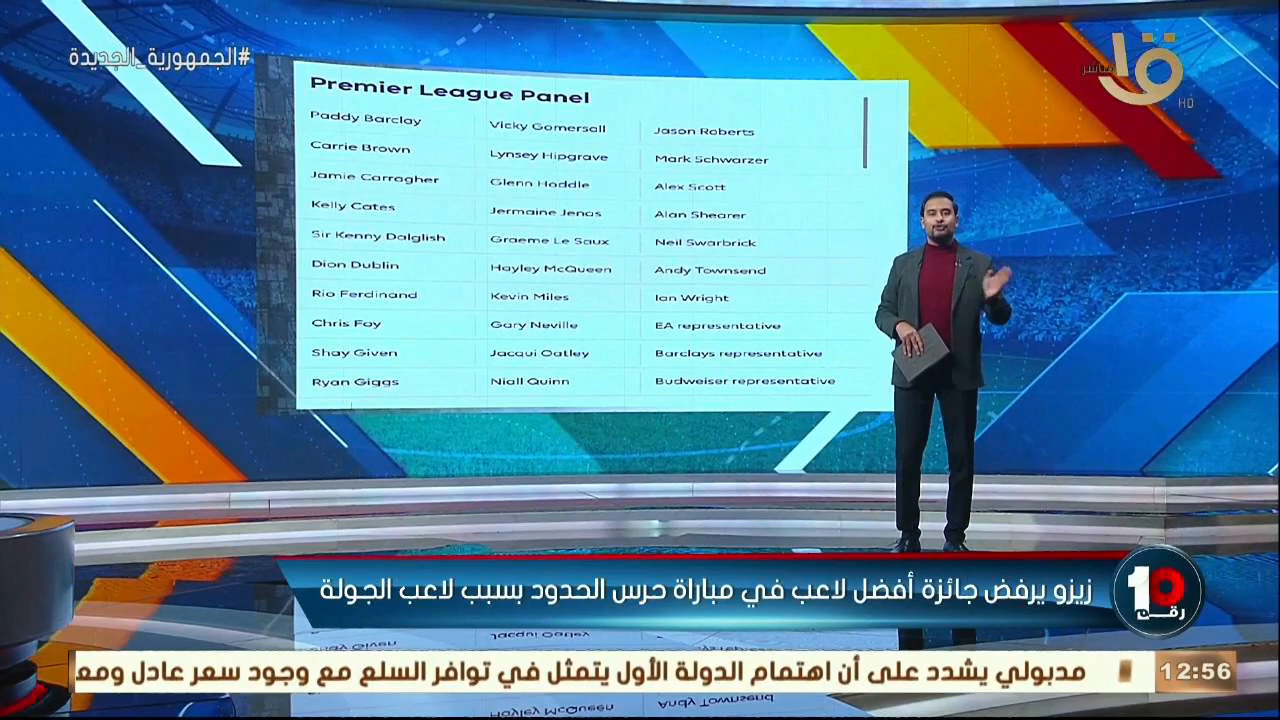 #الجمهورية_الجديدة
مباشر
HD
Premier League Panel
Paddy Barclay Vicky Gomersall Jason Roberts
Carrie Brown Lynsey Hipgrave Mark Schwarzer
Jamie Carragher Glenn Hoddle Alex Scott
Kelly Cates Jermaine Jenas Alan Shearer
Sir Kenny Dalglish Graeme Le Saux Neil Swarbrick
Dion Dublin Hayley McQueen Andy Townsend
Rio Ferdinand Kevin Miles Ian Wright
Chris Foy Gary Neville EA representative
Shay Given Jacqui Oatley Barclays representative
Ryan Giggs Niall Quinn Budweiser representative
زيزو يرفض جائزة أفضل لاعب في مباراة حرس الحدود بسبب لاعب الجولة
رقم 10
مدبولي يشدد على أن اهتمام الدولة الأول يتمثل في توافر السلع مع وجود سعر عادل
12:56